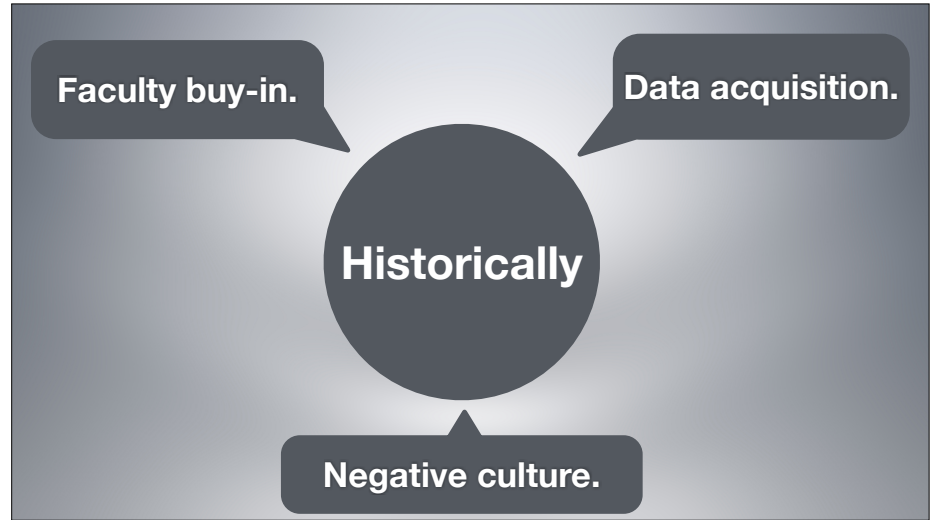 Faculty buy-in.
Data acquisition.
Historically
Negative culture.